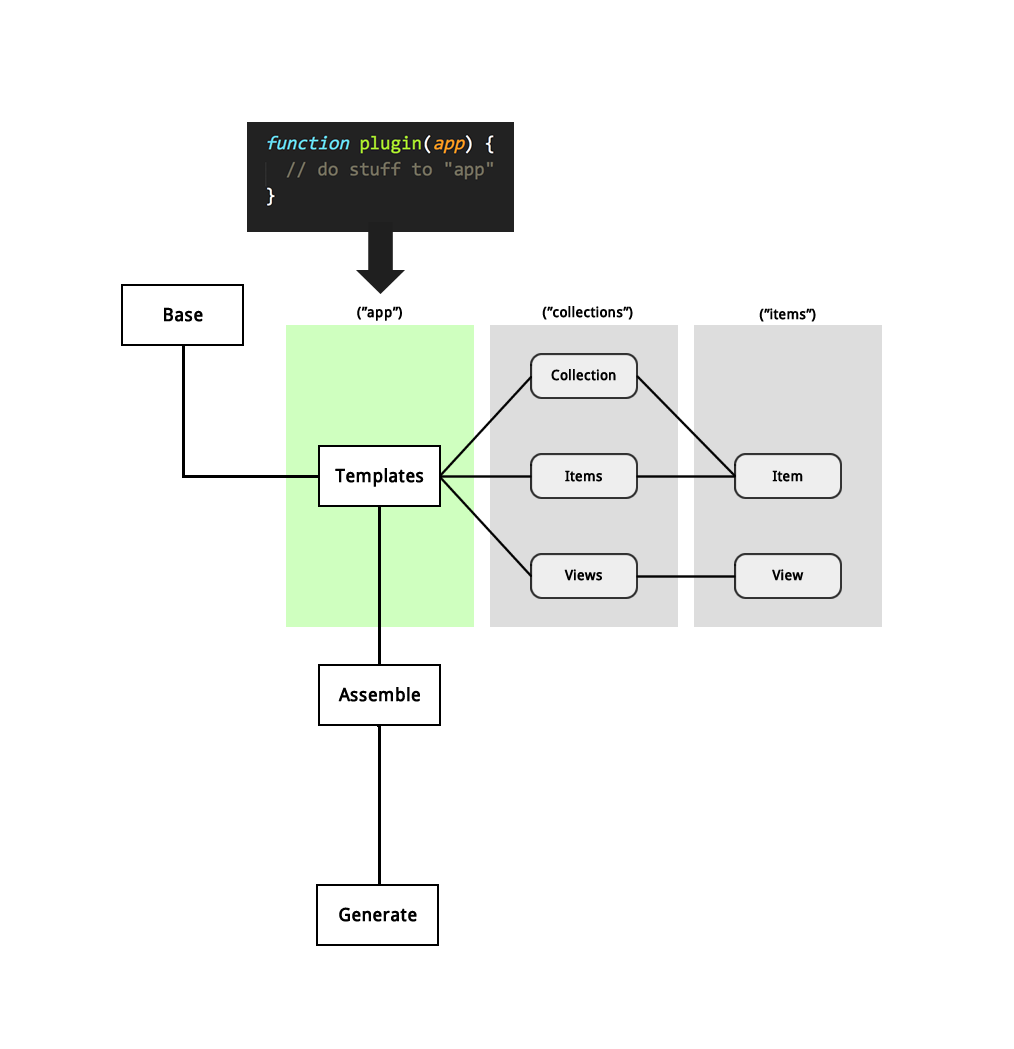 function plugin(app) {
// do stuff to "app"
}
Base
("app")
("collections")
("items")
Collection
Templates
Items
Item
Views
View
Assemble
Generate